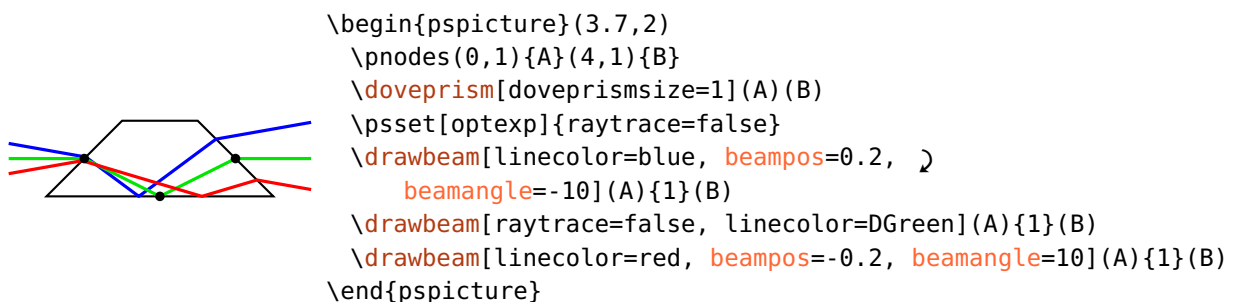 \begin{pspicture}(3.7,2)
\pnodes(0,1){A}(4,1){B}
\doveprism[doveprismsize=1](A)(B)
\psset[optexp]{raytrace=false}
\drawbeam[linecolor=blue, beampos=0.2,
beamangle=-10](A){1}(B)
\drawbeam[raytrace=false, linecolor=DGreen](A){1}(B)
\drawbeam[linecolor=red, beampos=-0.2, beamangle=10](A){1}(B)
\end{pspicture}